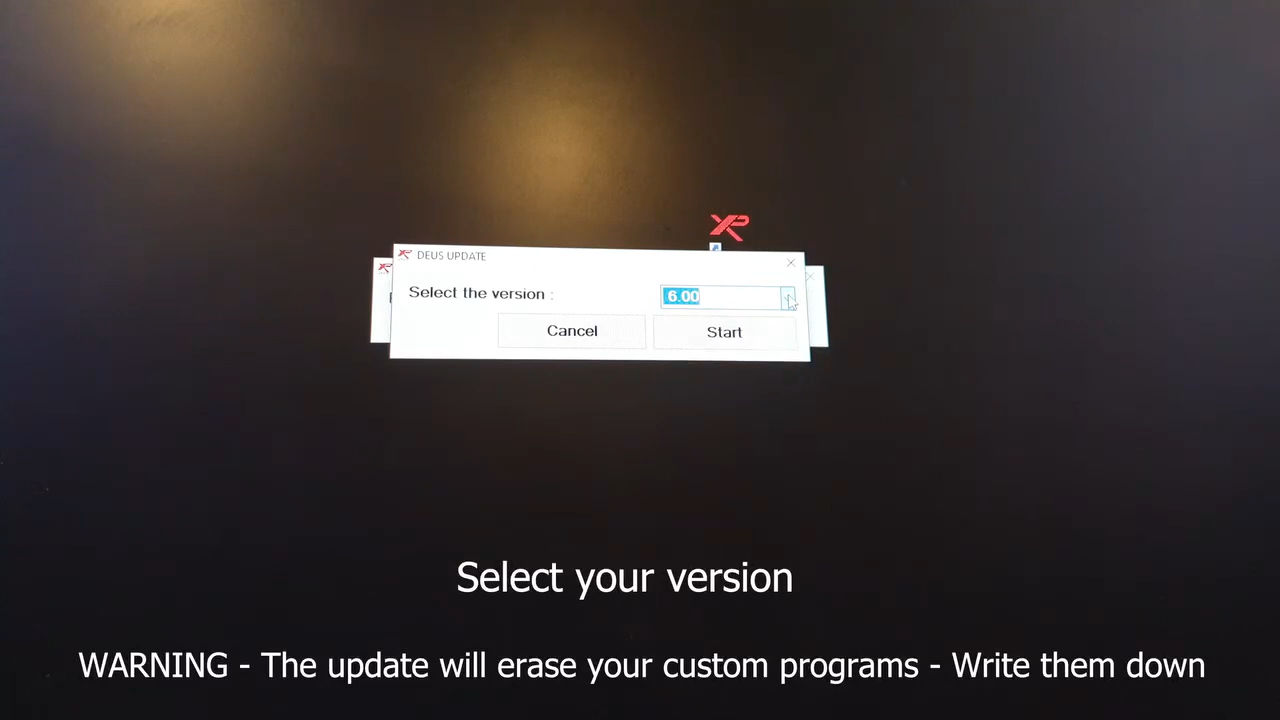 XP
DEUS UPDATE
Select the version :
6.00
Cancel
Start
Select your version
WARNING - The update will erase your custom programs - Write them down